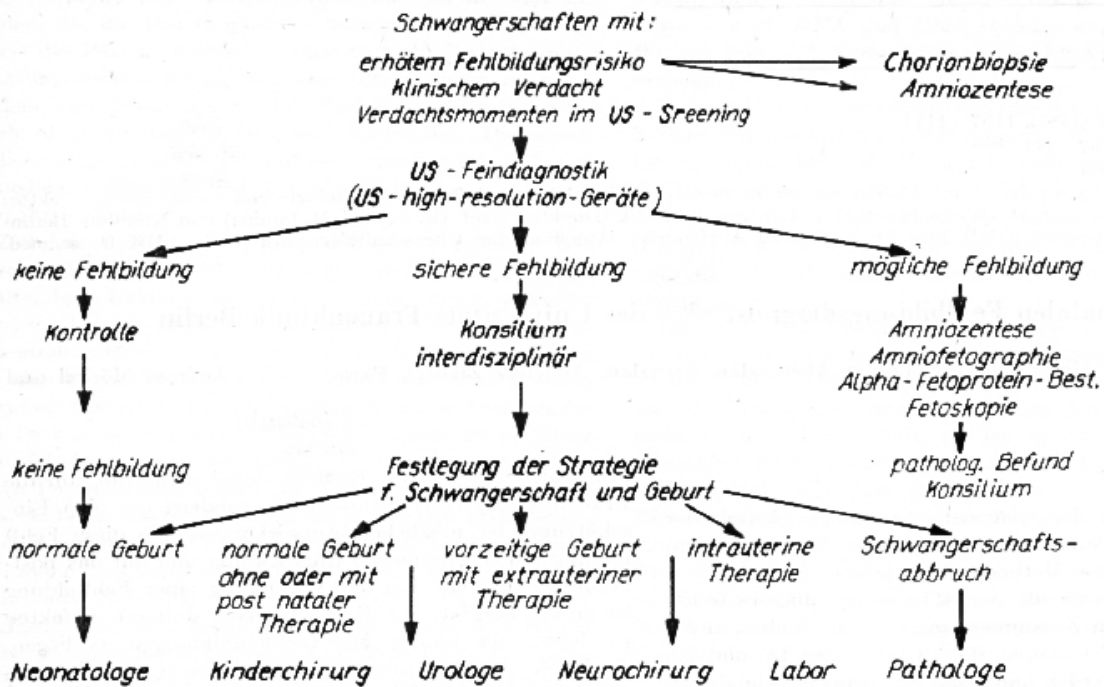 Schwangerschaften mit:
erhötem Fehlbildungsrisiko
Chorionbiopsie
klinischem Verdacht
Amniozentese
Verdachtsmomenten im US - Sreening
US - Feindiagnostik
(US - high - resolution - Geräte)
keine Fehlbildung
sichere Fehlbildung
mögliche Fehlbildung
Kontrolle
Konsilium
interdisziplinär
Amniozentese
Amniofetographie
Alpha - Fetoprotein - Best.
Fetoskopie
keine Fehlbildung
Festlegung der Strategie
f. Schwangerschaft und Geburt
patholog. Befund
Konsilium
normale Geburt
normale Geburt
ohne oder mit
post nataler
Therapie
vorzeitige Geburt
mit extrauteriner
Therapie
intrauterine
Therapie
Schwangerschafts-
abbruch
Neonatologe
Kinderchirurg
Urologe
Neurochirurg
Labor
Pathologe